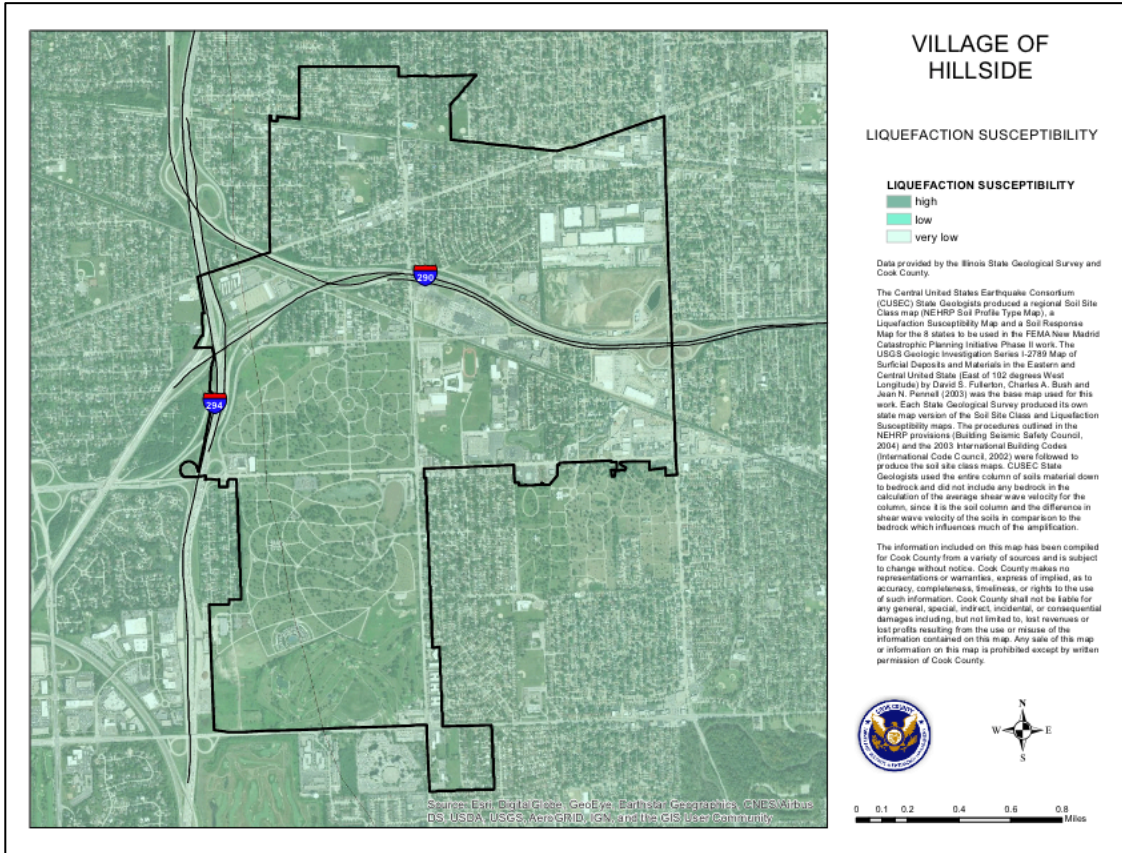 VILLAGE OF
HILLSIDE
LIQUEFACTION SUSCEPTIBILITY
LIQUEFACTION SUSCEPTIBILITY
high
low
very low
Data provided by the Illinois State Geological Survey and
Cook County.
The Central United States Earthquake Consortium
(CUSEC) State Geologists produced a regional Soil Site
Class map (NEHRP Soil Profile Type Map), a
Liquefaction Susceptibility Map and a Soil Response
Map for the 8 states to be used in the FEMA New Madrid
Catastrophic Planning Initiative Phase II work. The
USGS Geologic Investigation Series I-2789 Map of
Surficial Deposits and Materials in the Eastern and
Central United State (East of 102 degrees West
Longitude) by David S. Fullerton, Charles A. Bush and
Jean N. Pennell (2003) was the base map used for this
work. Each State Geological Survey produced its own
state map version of the Soil Site Class and Liquefaction
Susceptibility maps. The procedures outlined in the
NEHRP provisions (Building Seismic Safety Council,
2004) and the 2003 International Building Codes
(International Code Council, 2002) were followed to
produce the soil site class maps. CUSEC State
Geologists used the entire column of soils material down
to bedrock and did not include any bedrock in the
calculation of the average shear wave velocity for the
column, since it is the soil column and the difference in
shear wave velocity of the soils in comparison to the
bedrock which influences much of the amplification.
The information included on this map has been compiled
for Cook County from a variety of sources and is subject
to change without notice. Cook County makes no
representations or warranties, express of implied, as to
accuracy, completeness, timeliness, or rights to the use
of such information. Cook County shall not be liable for
any general, special, indirect, incidental, or consequential
damages including, but not limited to, lost revenues or
lost profits resulting from the use or misuse of the
information contained on this map. Any sale of this map
or information on this map is prohibited except by written
permission of Cook County.
290
294
N
W E
S
0 0.1 0.2 0.4 0.6 0.8
Miles
Source: Esri, DigitalGlobe, GeoEye, Earthstar Geographics, CNES/Airbus
DS, USDA, USGS, AeroGRID, IGN, and the GIS User Community